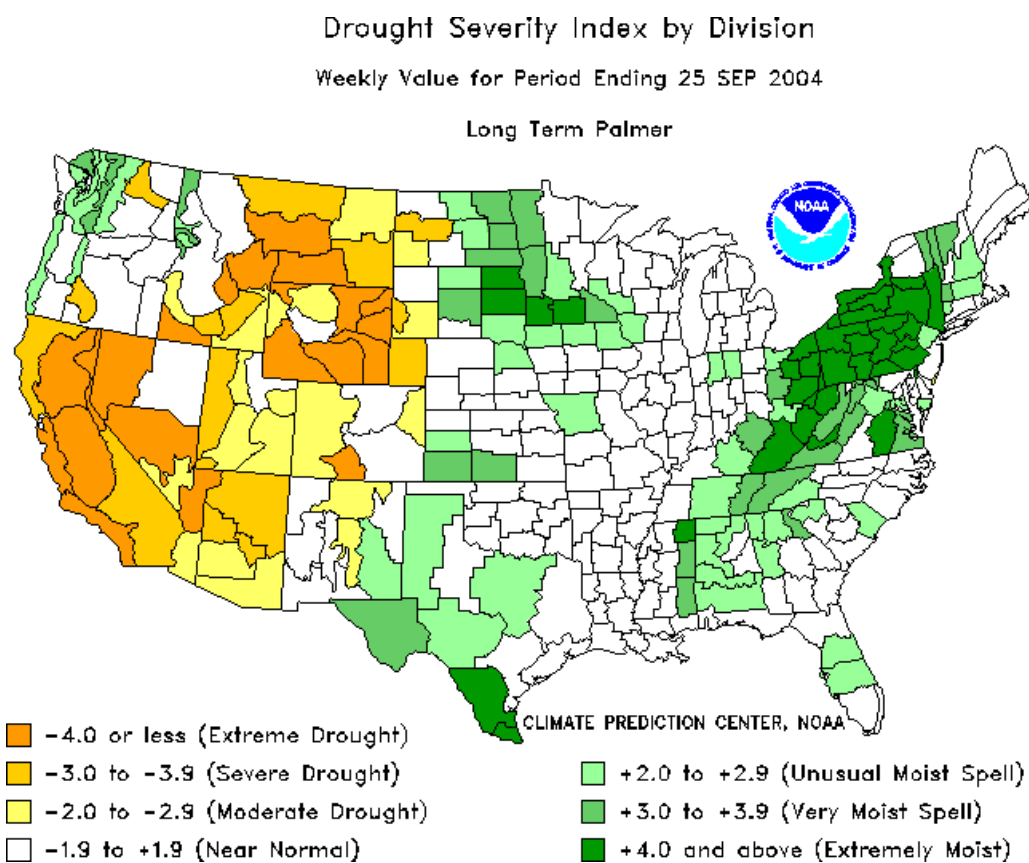 Drought Severity Index by Division
Weekly Value for Period Ending 25 SEP 2004
Long Term Palmer
NOAA
CLIMATE PREDICTION CENTER, NOAA
-4.0 or less (Extreme Drought)
-3.0 to -3.9 (Severe Drought)
-2.0 to -2.9 (Moderate Drought)
-1.9 to +1.9 (Near Normal)
+2.0 to +2.9 (Unusual Moist Spell)
+3.0 to +3.9 (Very Moist Spell)
+4.0 and above (Extremely Moist)